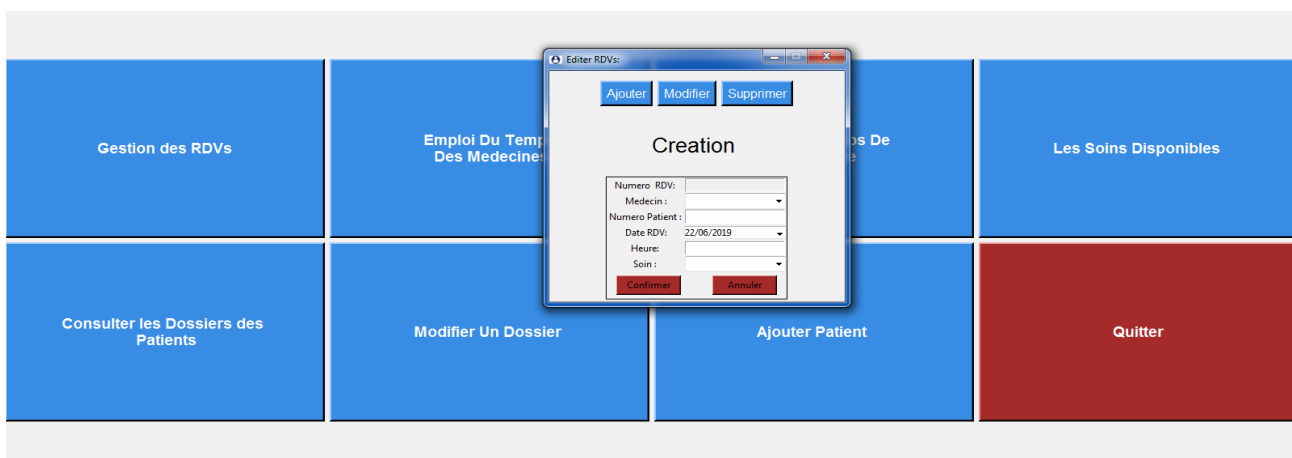 Editer RDVs:
Ajouter Modifier Supprimer
Creation
Numero RDV:
Medecin :
Numero Patient :
Date RDV: 22/06/2019
Heure:
Soin :
Confirmer Annuler
Gestion des RDVs
Emploi Du
Des
De
Les Soins Disponibles
Consulter les Dossiers des
Patients
Modifier Un Dossier
Ajouter Patient
Quitter